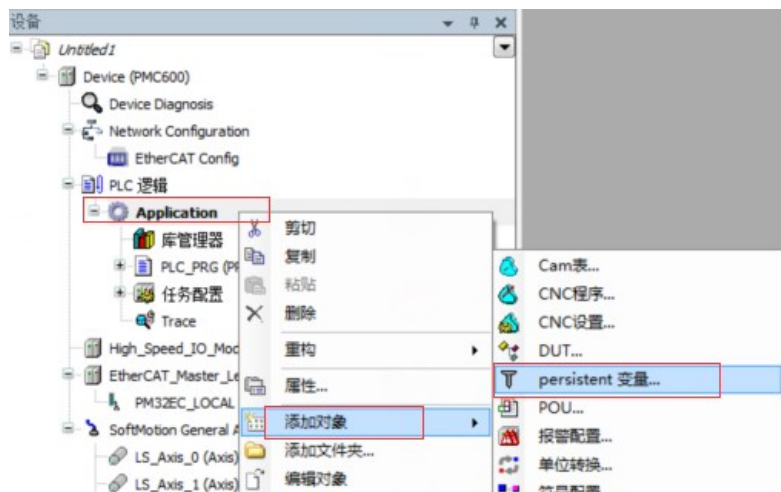 设备
Untitled1
Device (PMC600)
Device Diagnosis
Network Configuration
EtherCAT Config
PLC 逻辑
Application
库管理器
PLC_PRG (PR
任务配置
Trace
High_Speed_IO_Mod
EtherCAT_Master_Le
PM32EC_LOCAL
SoftMotion General A
LS_Axis_0 (Axis)
LS_Axis_1 (Axis)
剪切
复制
粘贴
删除
重构
属性...
添加对象
添加文件夹...
编辑对象
Cam表...
CNC程序...
CNC设置...
DUT...
persistent 变量...
POU...
报警配置...
单位转换...